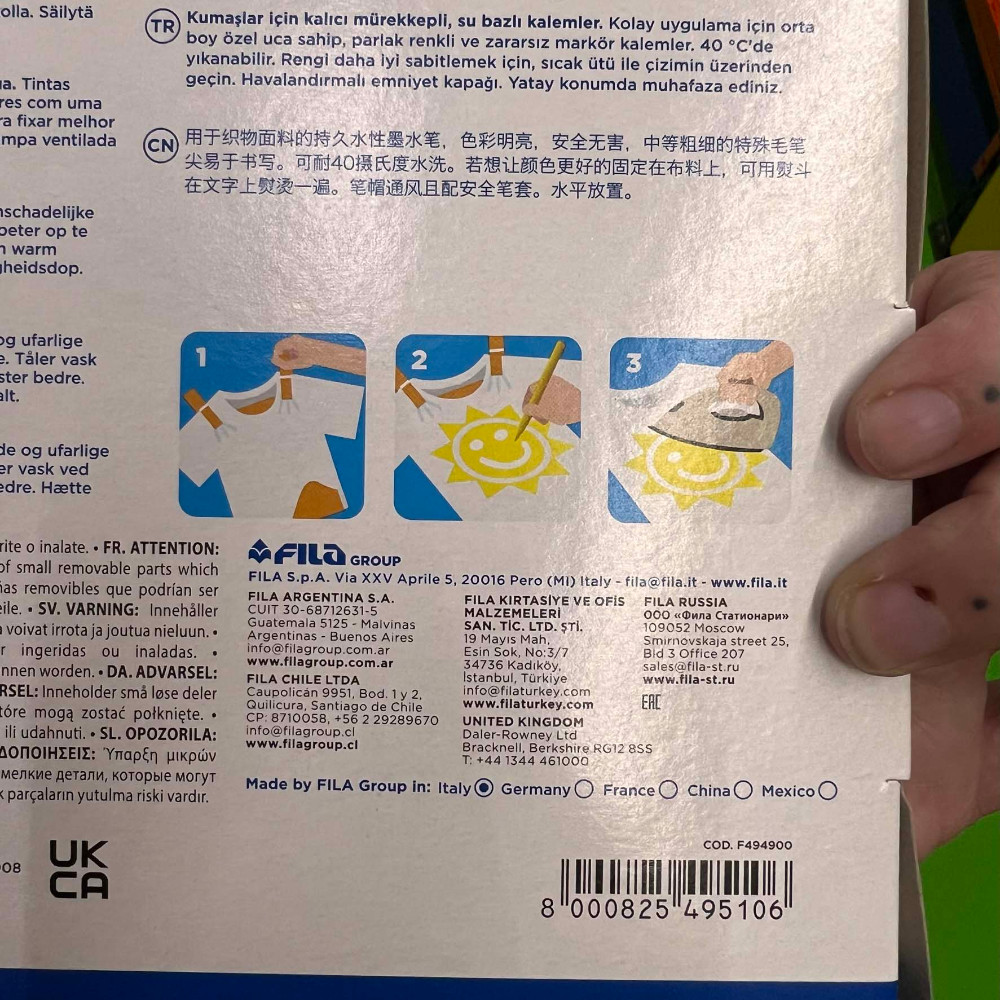 olla. Säilytä
a. Tintas
res com uma
ra fixar melhor
mpa ventilada
nschadelijke
beter op te
n warm
gheidsdop.
og ufarlige
e. Tåler vask
ster bedre.
alt.
de og ufarlige
er vask ved
edre. Hætte
TR Kumaşlar için kalıcı mürekkepli, su bazlı kalemler. Kolay uygulama için orta
boy özel uca sahip, parlak renkli ve zararsız markör kalemler. 40 °C'de
yıkanabilir. Rengi daha iyi sabitlemek için, sıcak ütü ile çizimin üzerinden
geçin. Havalandırmalı emniyet kapağı. Yatay konumda muhafaza ediniz.
CN 用于织物面料的持久水性墨水笔，色彩明亮，安全无害，中等粗细的特殊毛笔
尖易于书写。可耐40摄氏度水洗。若想让颜色更好的固定在布料上，可用熨斗
在文字上熨烫一遍。笔帽通风且配安全笔套。水平放置。
1 2 3
rite o inalate. • FR. ATTENTION:
of small removable parts which
ñas removibles que podrían ser
eile. • SV. VARNING: Innehåller
a voivat irrota ja joutua nieluun. •
r ingeridas ou inaladas. •
nnen worden. • DA. ADVARSEL:
RSEL: Inneholder små løse deler
tóre mogą zostać połknięte. •
ili udahnuti. • SL. OPOZORILA:
ΔΟΠΟΙΗΣΕΙΣ: Ύπαρξη μικρών
мелкие детали, которые могут
k parçaların yutulma riski vardır.
FILA GROUP
FILA S.p.A. Via XXV Aprile 5, 20016 Pero (MI) Italy - fila@fila.it - www.fila.it
FILA ARGENTINA S.A.
CUIT 30-68712631-5
Guatemala 5125 - Malvinas
Argentinas - Buenos Aires
info@filagroup.com.ar
www.filagroup.com.ar
FILA CHILE LTDA
Caupolicán 9951, Bod. 1 y 2,
Quilicura, Santiago de Chile
CP: 8710058, +56 2 29289670
info@filagroup.cl
www.filagroup.cl
FILA KIRTASİYE VE OFİS
MALZEMELERİ
SAN. TİC. LTD. ŞTİ.
19 Mayıs Mah,
Esin Sok, No:3/7
34736 Kadıköy,
İstanbul, Türkiye
info@filaturkey.com
www.filaturkey.com
UNITED KINGDOM
Daler-Rowney Ltd
Bracknell, Berkshire RG12 8SS
T: +44 1344 461000
FILA RUSSIA
ООО «Фила Стационари»
109052 Moscow
Smirnovskaja street 25,
Bld 3 Office 207
sales@fila-st.ru
www.fila-st.ru
EAC
Made by FILA Group in: Italy Germany France China Mexico
COD. F494900
08
UK
CA
8 000825 495106